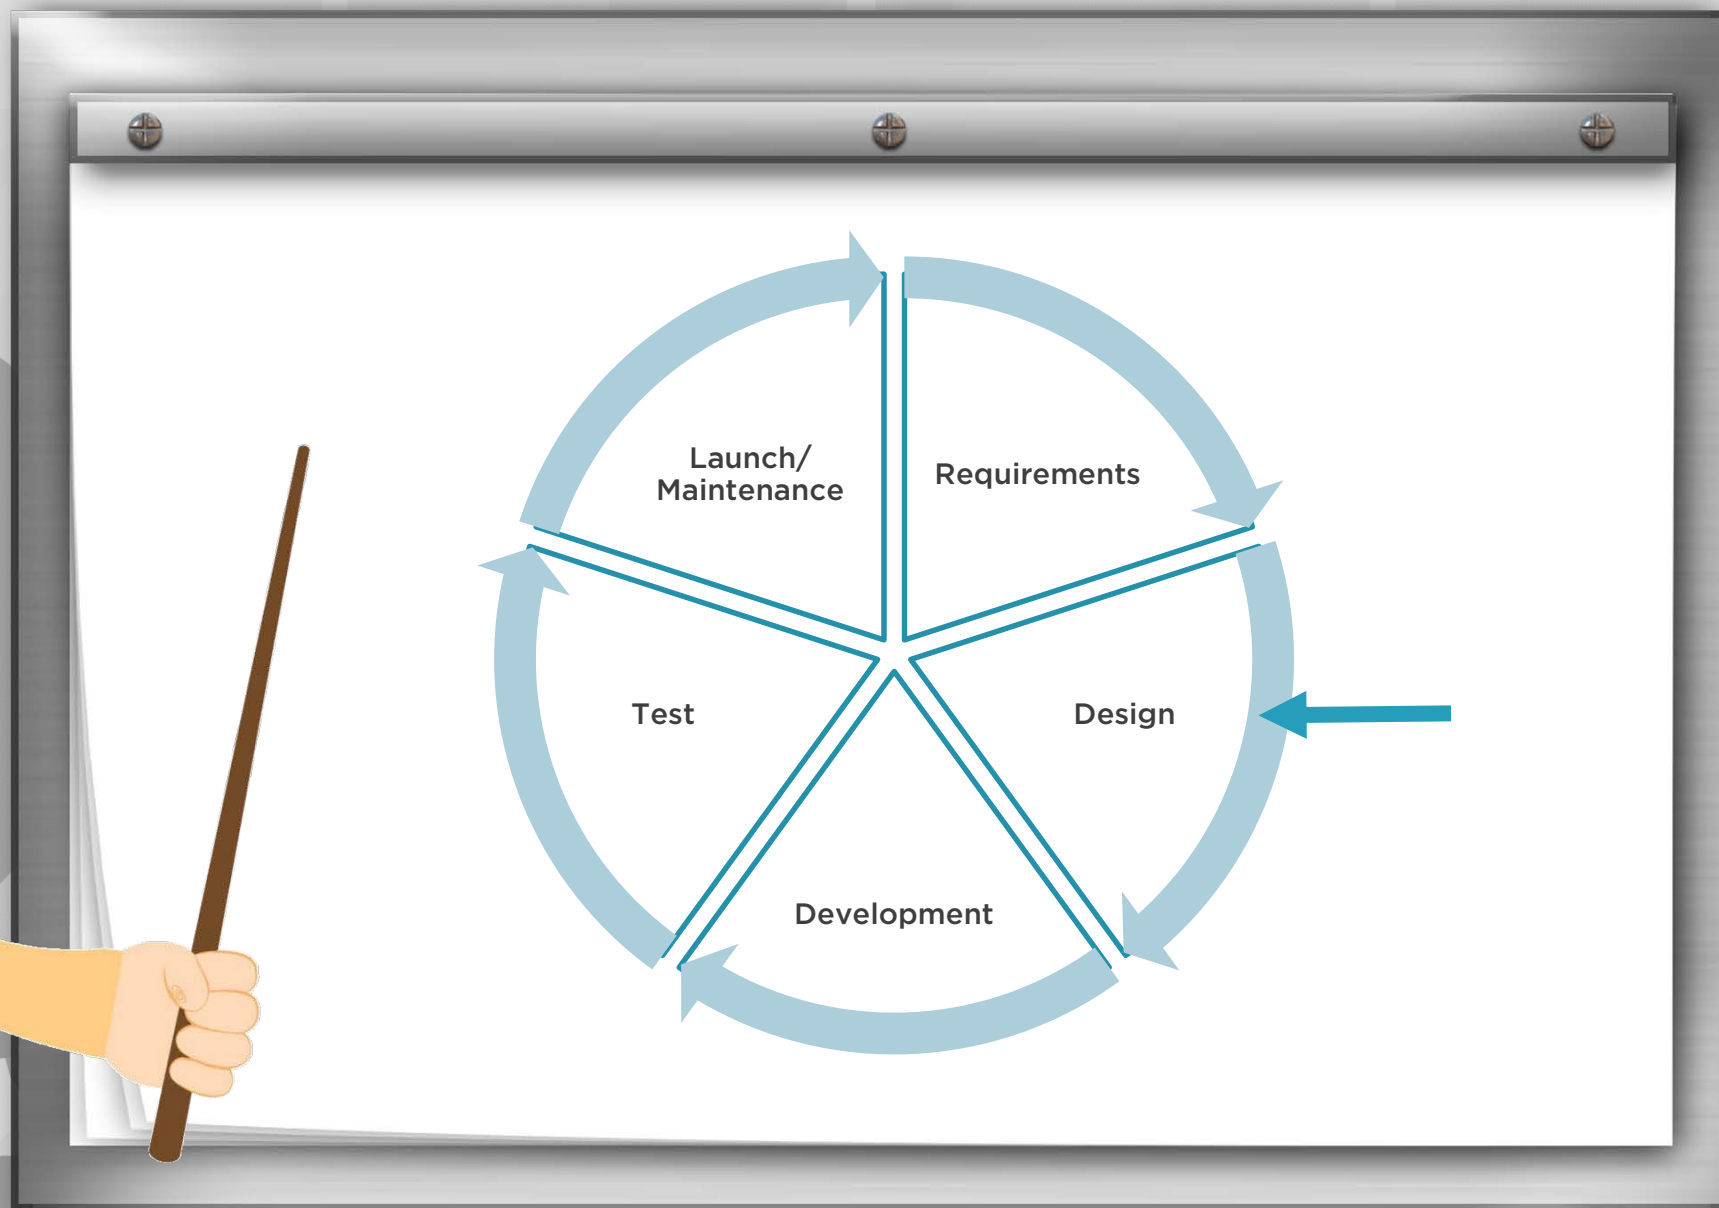 Launch/
Maintenance
Requirements
Test
Design
Development